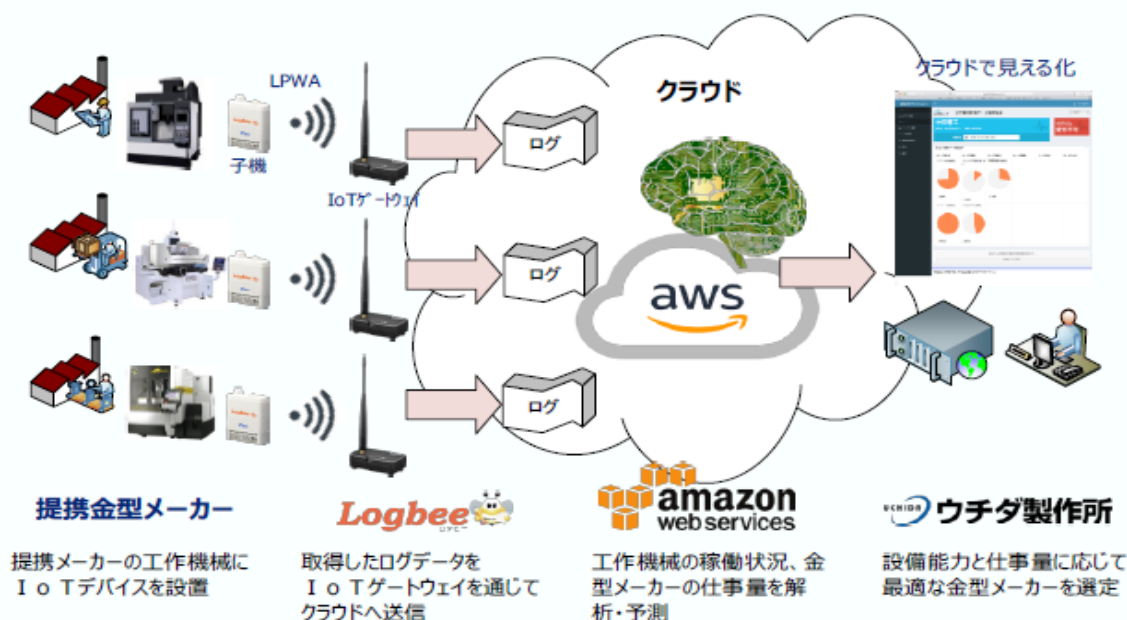 LPWA
子機
IoTｹﾞｰﾄｳｪｲ
ログ
ログ
ログ
クラウド
aws
クラウドで見える化
提携金型メーカー
提携メーカーの工作機械に
ＩｏＴデバイスを設置
Logbee
取得したログデータを
ＩｏＴゲートウェイを通じて
クラウドへ送信
amazon
web services
工作機械の稼働状況、金
型メーカーの仕事量を解
析・予測
UCHIDA ウチダ製作所
設備能力と仕事量に応じて
最適な金型メーカーを選定